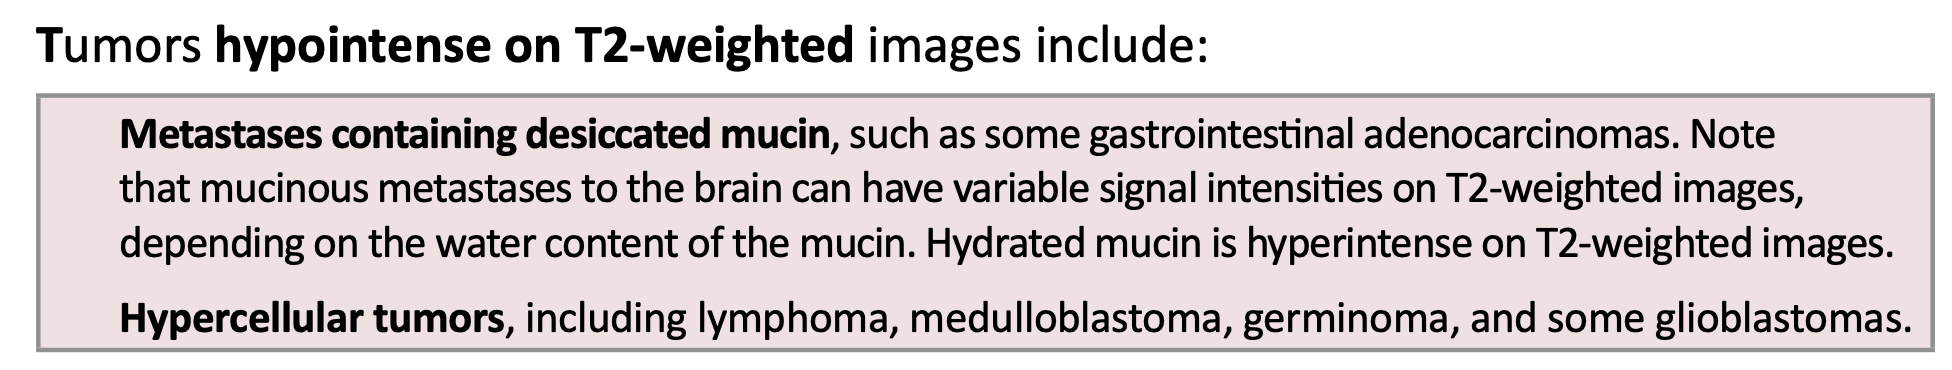 Tumors hypointense on T2-weighted images include:
Metastases containing desiccated mucin, such as some gastrointestinal adenocarcinomas. Note
that mucinous metastases to the brain can have variable signal intensities on T2-weighted images,
depending on the water content of the mucin. Hydrated mucin is hyperintense on T2-weighted images.
Hypercellular tumors, including lymphoma, medulloblastoma, germinoma, and some glioblastomas.